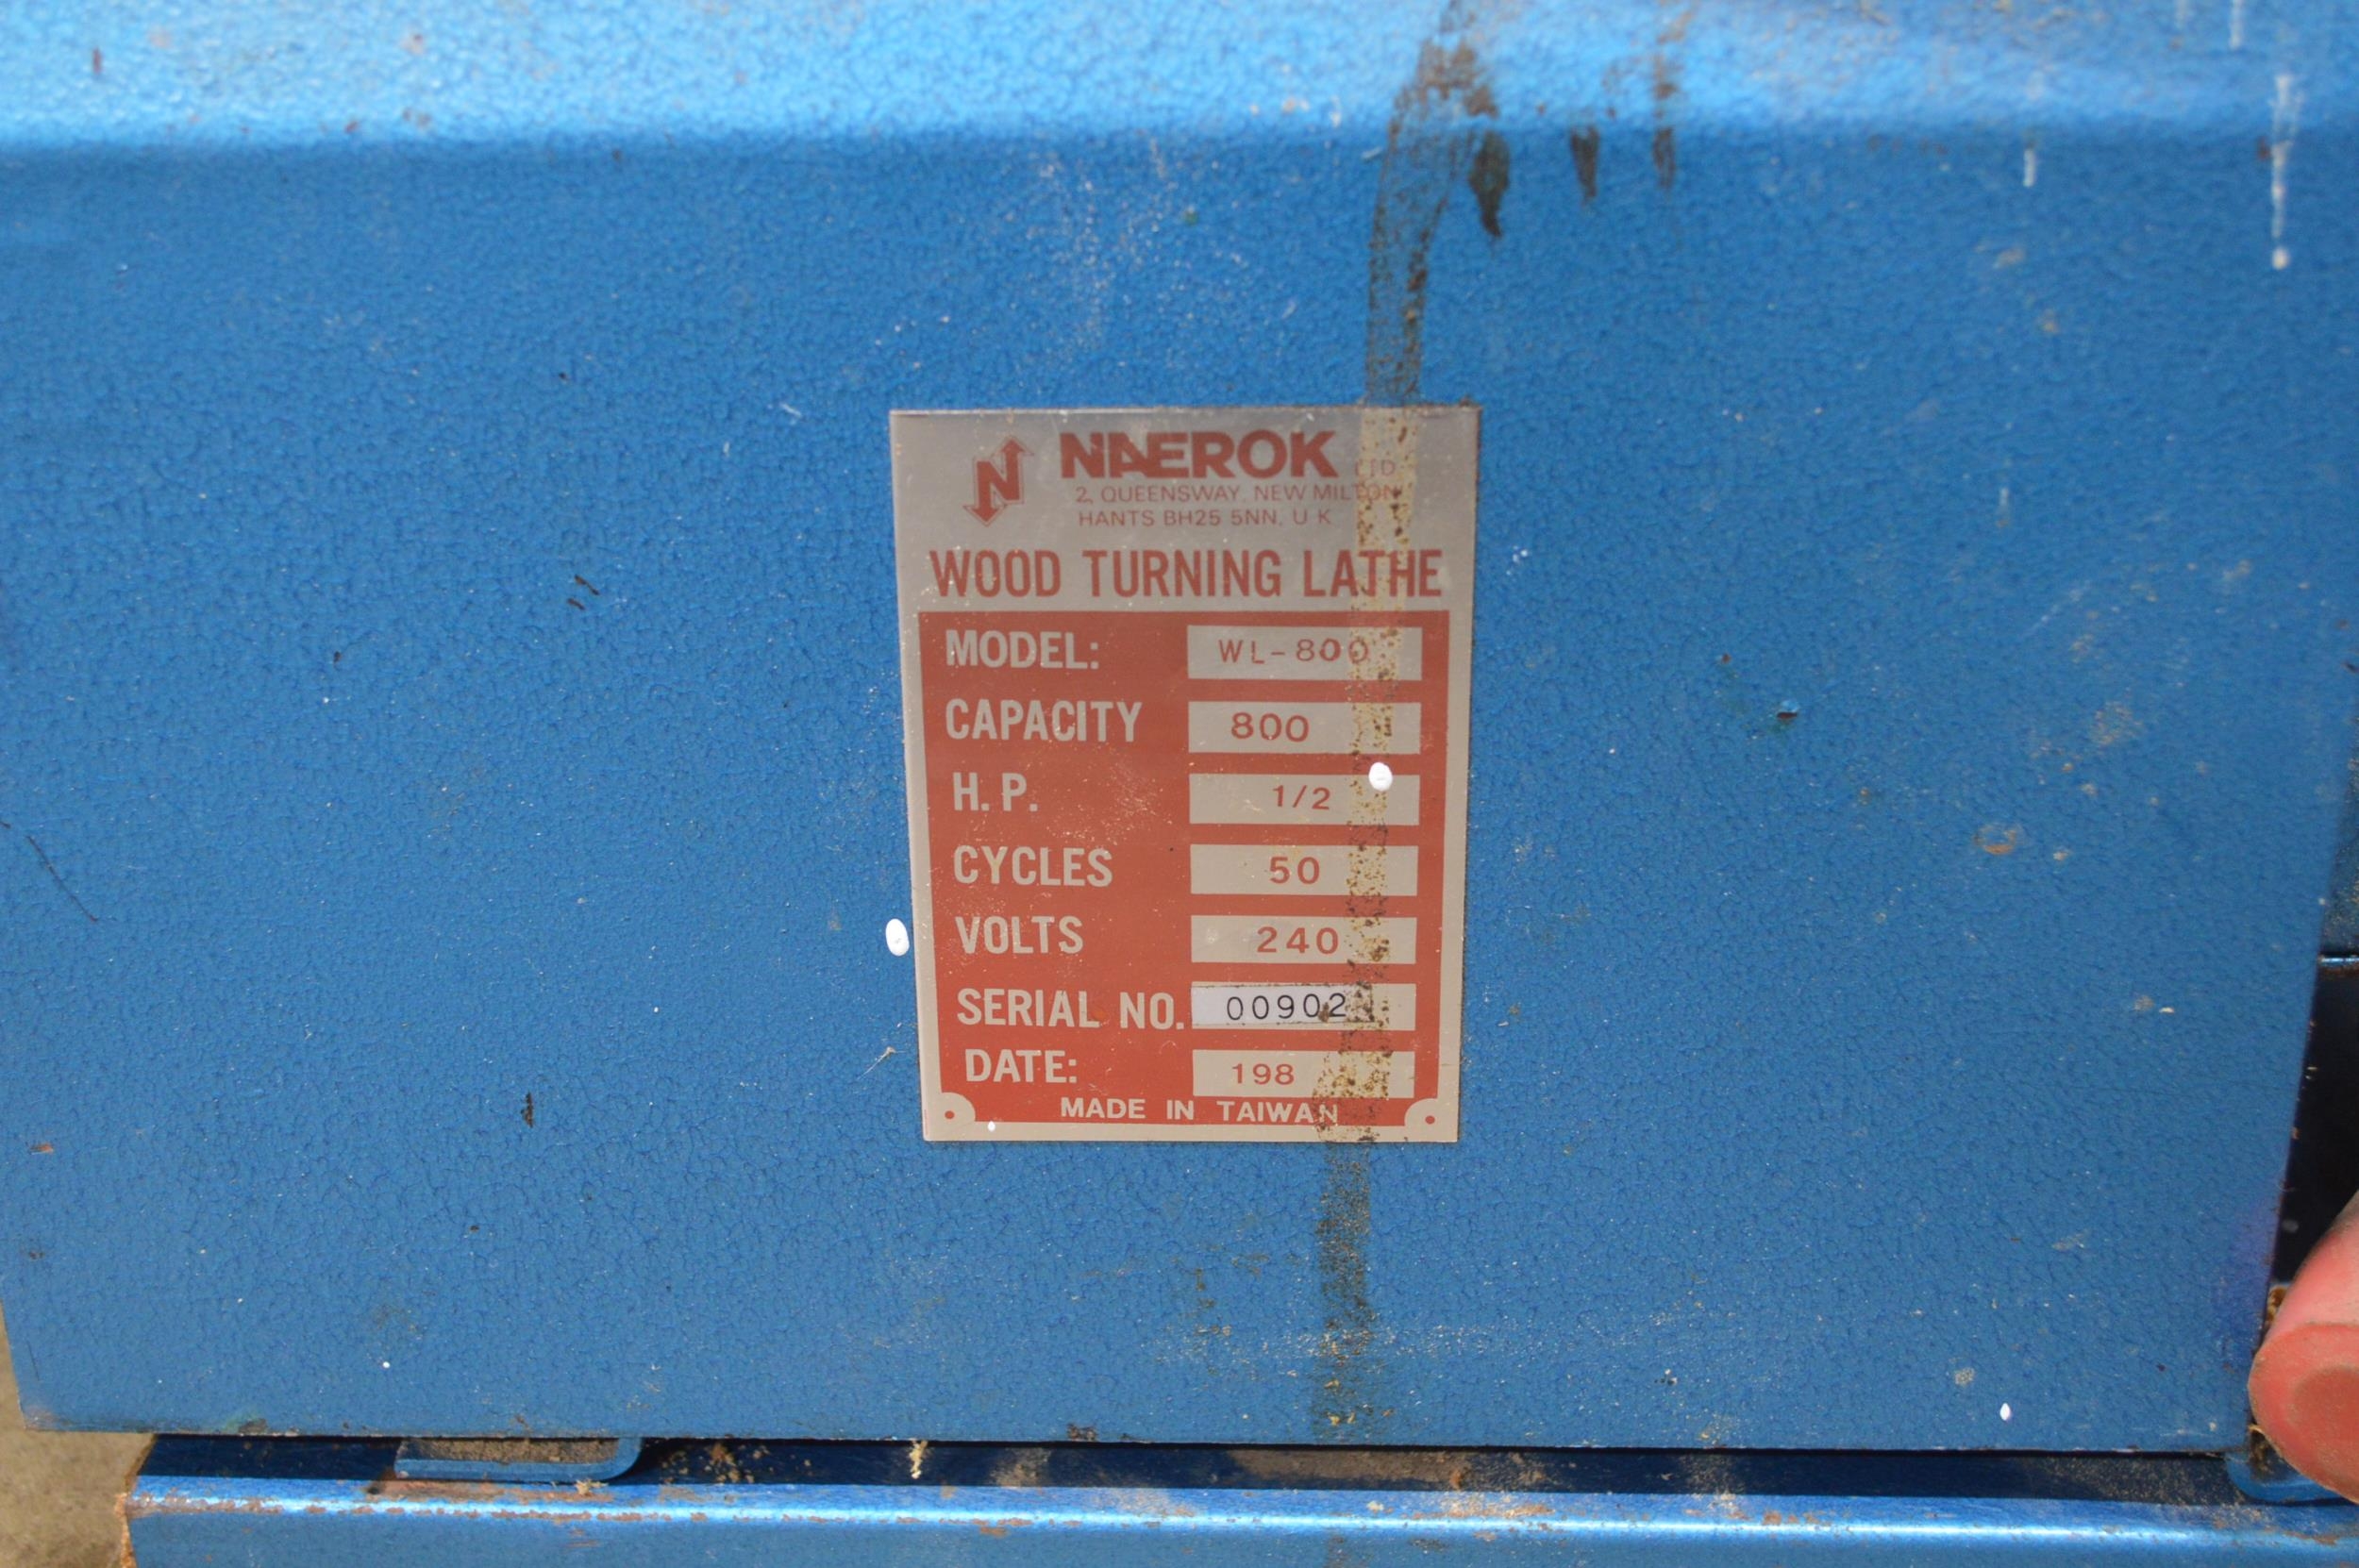 N NAEROK LTD
2, QUEENSWAY, NEW MILTON
HANTS BH25 5NN, U K
WOOD TURNING LATHE
MODEL: WL-800
CAPACITY 800
H. P. 1/2
CYCLES 50
VOLTS 240
SERIAL NO. 00902
DATE: 198
MADE IN TAIWAN